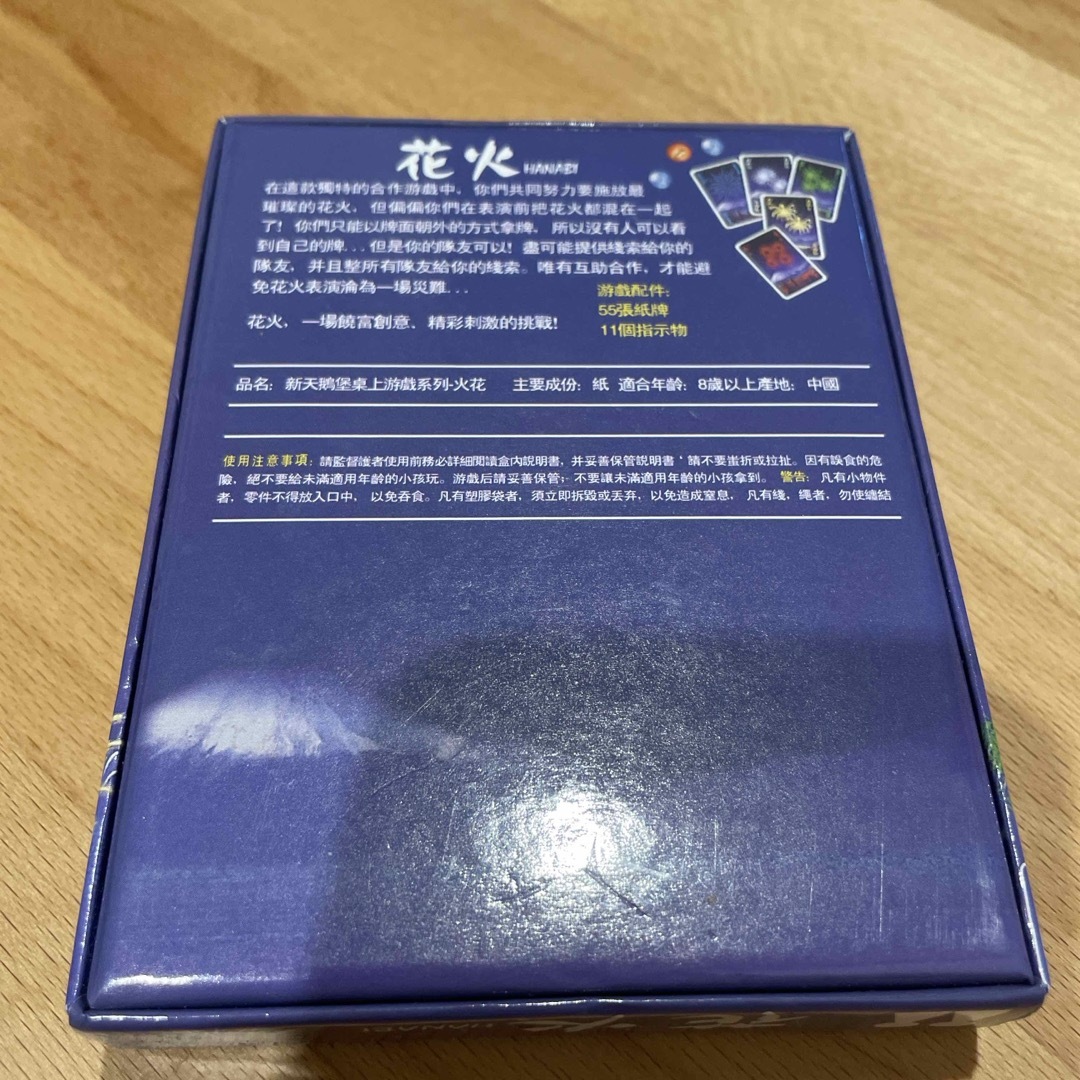 花火 HANABI
在這款獨特的合作游戲中，你們共同努力要施放最
璀璨的花火，但偏偏你們在表演前把花火都混在一起
了！你們只能以牌面朝外的方式拿牌，所以沒有人可以看
到自己的牌...但是你的隊友可以！盡可能提供綫索給你的
隊友，并且整所有隊友給你的綫索。唯有互助合作，才能避
免花火表演淪為一場災難...
花火，一場饒富創意、精彩刺激的挑戰！
游戲配件：
55張紙牌
11個指示物
品名：新天鵝堡桌上游戲系列-火花 主要成份：紙 適合年齡：8歲以上產地：中國
使用注意事項：請監督護者使用前務必詳細閱讀盒内說明書，并妥善保管説明書‘請不要蚩折或拉扯。因有誤食的危
險，絕不要給未滿適用年齡的小孩玩。游戲后請妥善保管；不要讓未滿適用年齡的小孩拿到。警告：凡有小物件
者，零件不得放入口中，以免吞食。凡有塑膠袋者，須立即拆毀或丟弃，以免造成窒息，凡有綫，繩者，勿使纏結
HANABI